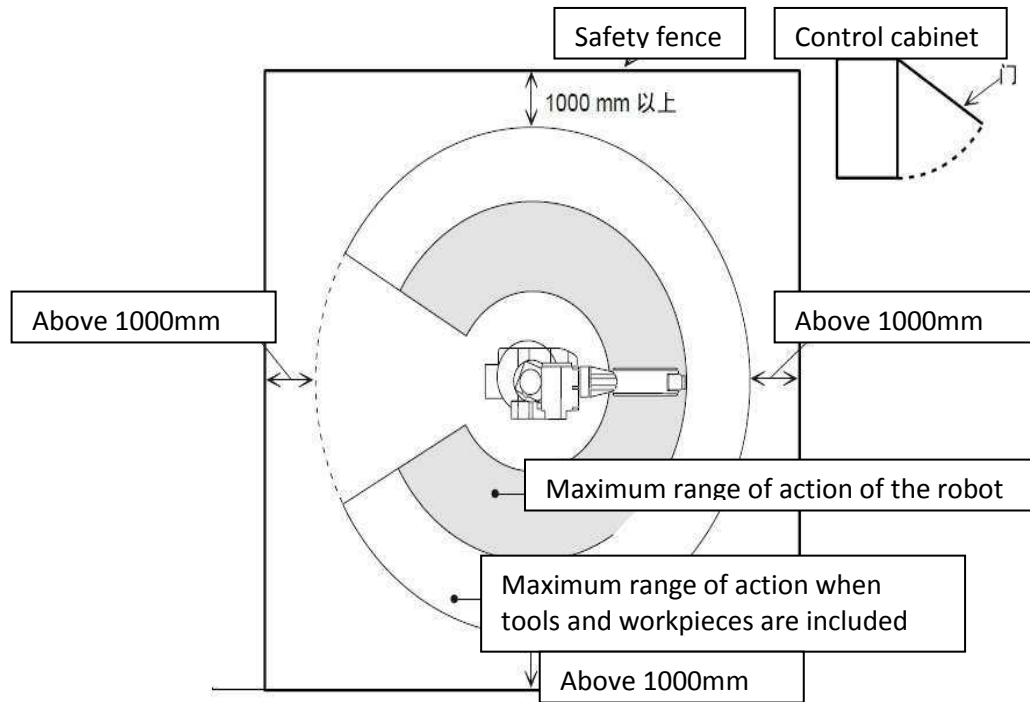 Safety fence
Control cabinet
门
1000 mm 以上
Above 1000mm
Above 1000mm
Maximum range of action of the robot
Maximum range of action when
tools and workpieces are included
Above 1000mm